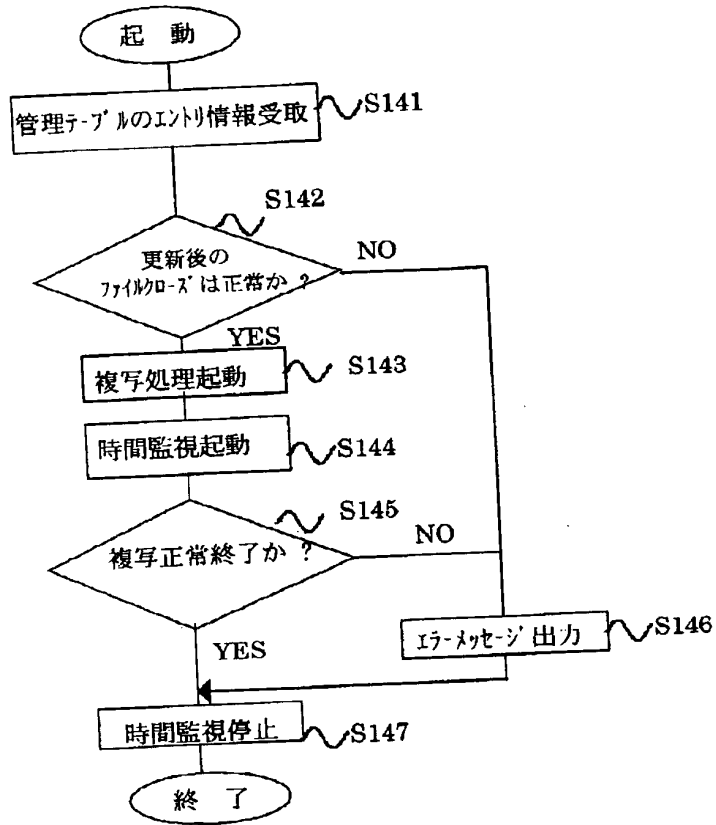 起 動
管理ﾃｰﾌﾞﾙのｴﾝﾄﾘ情報受取
S141
S142
更新後の
ﾌｧｲﾙｸﾛｰｽﾞは正常か ?
NO
YES
複写処理起動
S143
時間監視起動
S144
S145
複写正常終了か ?
NO
YES
ｴﾗｰﾒｯｾｰｼﾞ出力
S146
時間監視停止
S147
終 了